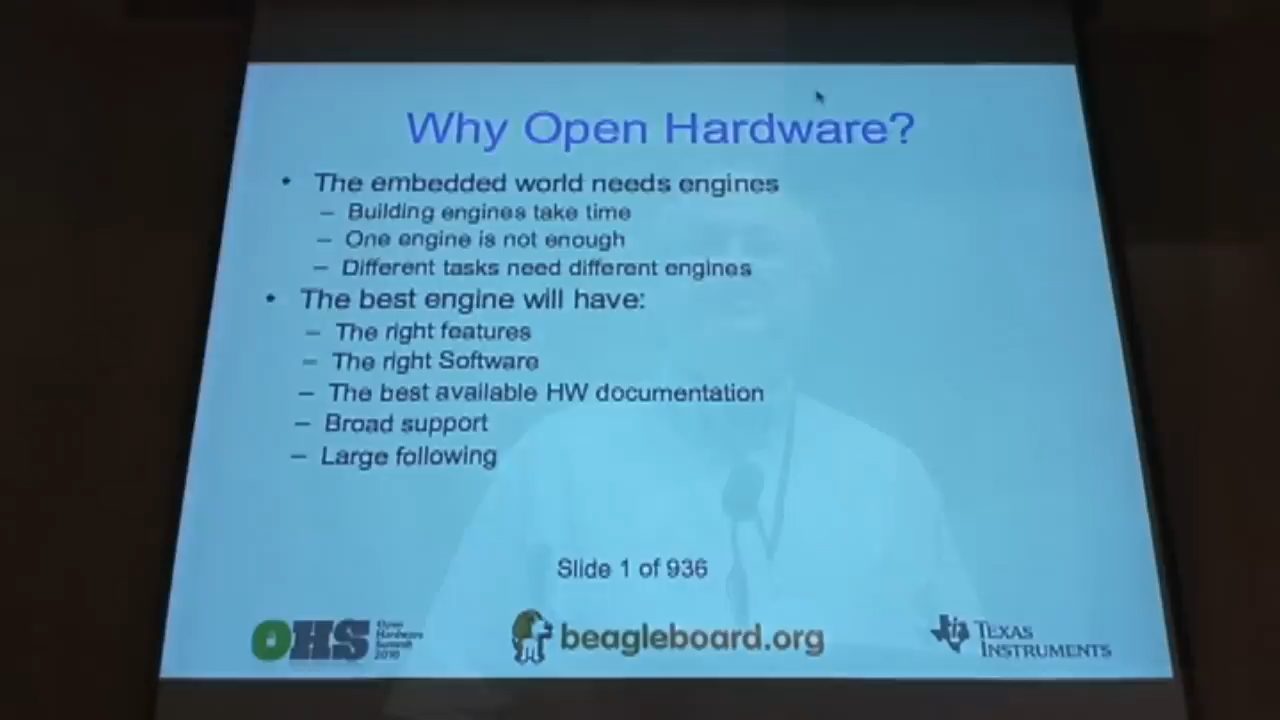 Why Open Hardware?
• The embedded world needs engines
– Building engines take time
– One engine is not enough
– Different tasks need different engines
• The best engine will have:
– The right features
– The right Software
– The best available HW documentation
– Broad support
– Large following
Slide 1 of 936
OHS
Open
Hardware
Summit
2010
beagleboard.org
TEXAS
INSTRUMENTS